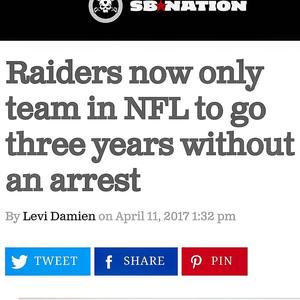 SB★NATION
Raiders now only
team in NFL to go
three years without
an arrest
By Levi Damien on April 11, 2017 1:32 pm
TWEET
SHARE
PIN